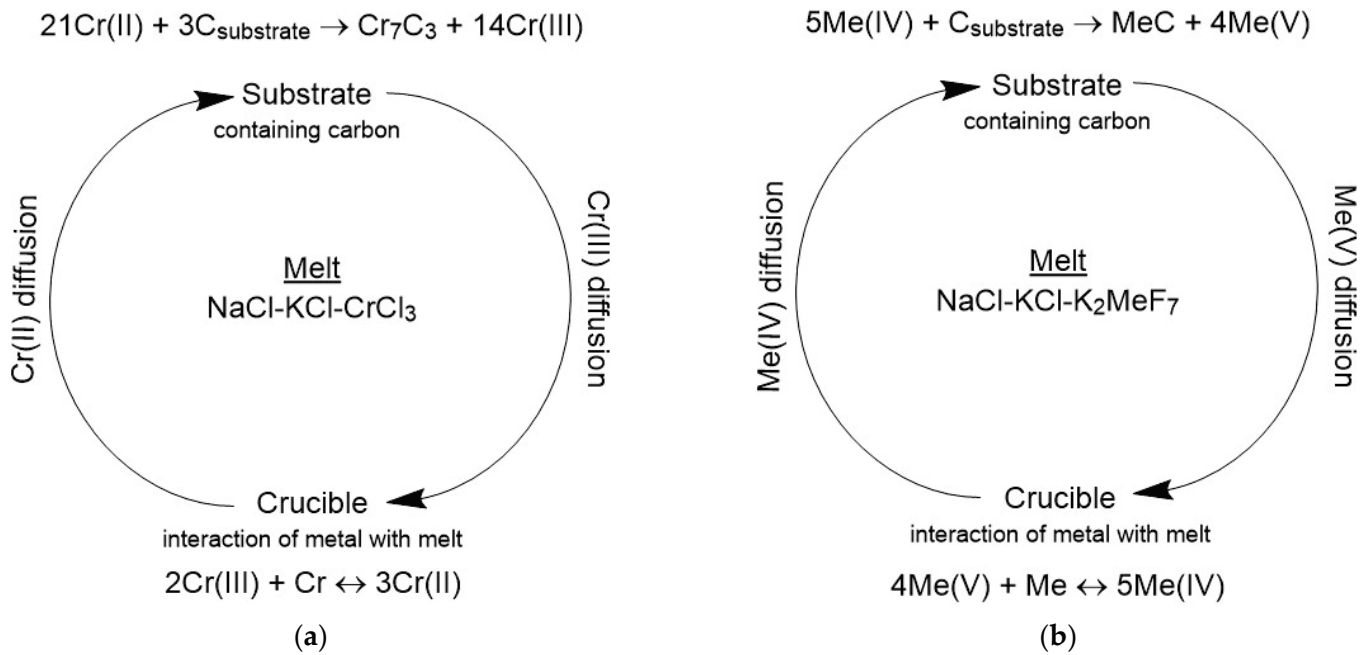 21Cr(II) + 3C_substrate → Cr₇C₃ + 14Cr(III)
Substrate
containing carbon
Cr(II) diffusion
Cr(III) diffusion
Melt
NaCl-KCl-CrCl₃
Crucible
interaction of metal with melt
2Cr(III) + Cr ↔ 3Cr(II)
(a)
5Me(IV) + C_substrate → MeC + 4Me(V)
Substrate
containing carbon
Me(IV) diffusion
Me(V) diffusion
Melt
NaCl-KCl-K₂MeF₇
Crucible
interaction of metal with melt
4Me(V) + Me ↔ 5Me(IV)
(b)